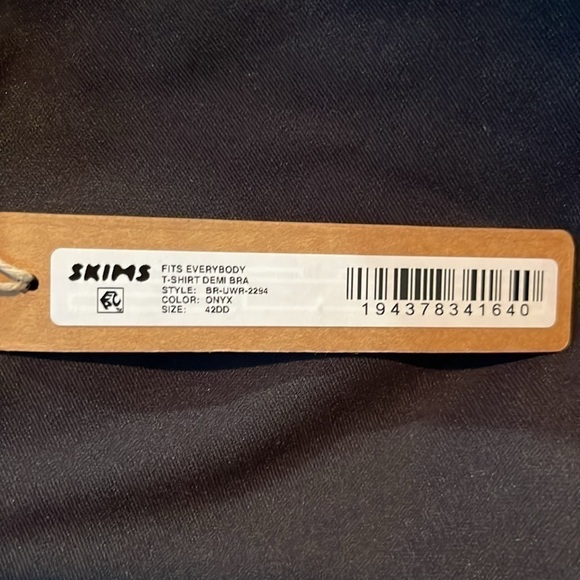 SKIMS
FITS EVERYBODY
T-SHIRT DEMI BRA
STYLE: BR-UWR-2294
COLOR: ONYX
SIZE: 42DD
194378341640